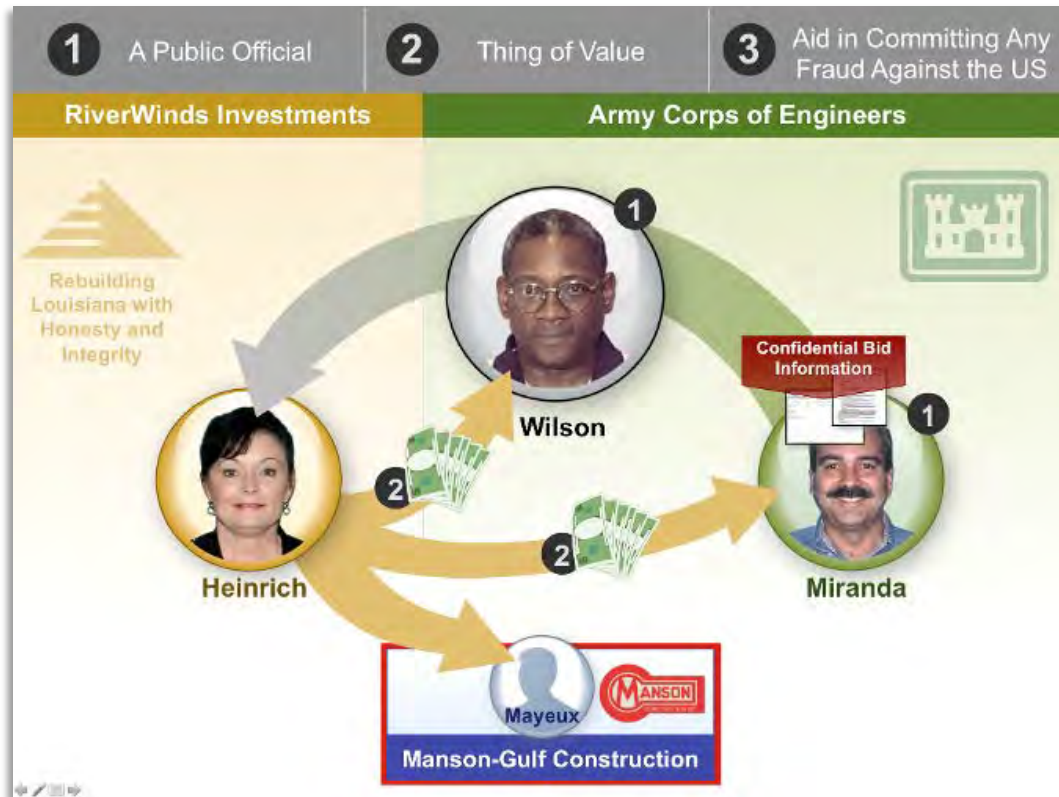 1 A Public Official
2 Thing of Value
3 Aid in Committing Any
Fraud Against the US
RiverWinds Investments
Army Corps of Engineers
Rebuilding
Louisiana with
Honesty and
Integrity
1
Confidential Bid
Information
1
Wilson
2
2
Heinrich
Miranda
Mayeux
MANSON
Manson-Gulf Construction